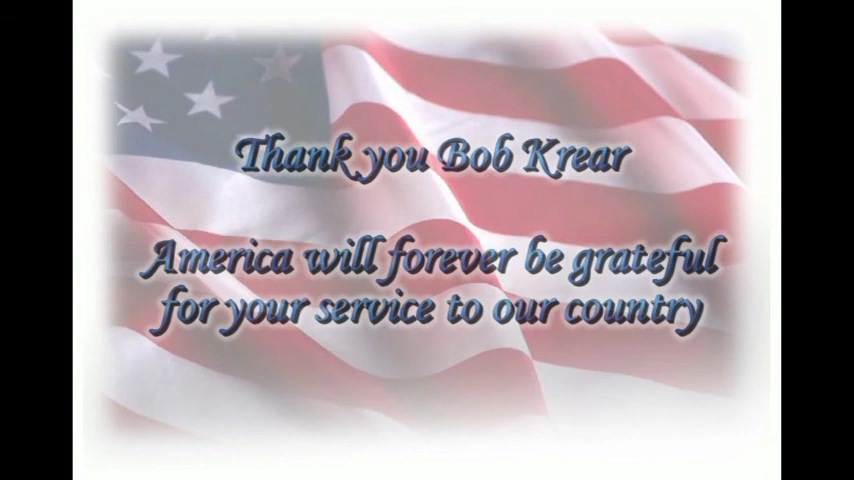 Thank you Bob Krear
America will forever be grateful
for your service to our country